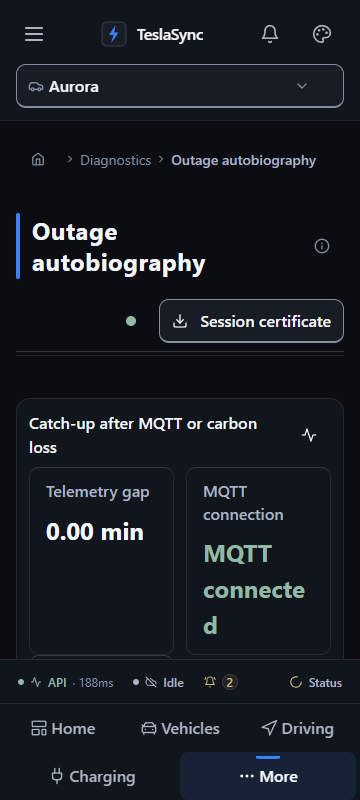 TeslaSync
Aurora
Diagnostics
Outage autobiography
Outage
autobiography
Session certificate
Catch-up after MQTT or carbon
loss
Telemetry gap
0.00 min
MQTT
connection
MQTT
connecte
d
API · 188ms
Idle
2
Status
Home
Vehicles
Driving
Charging
More